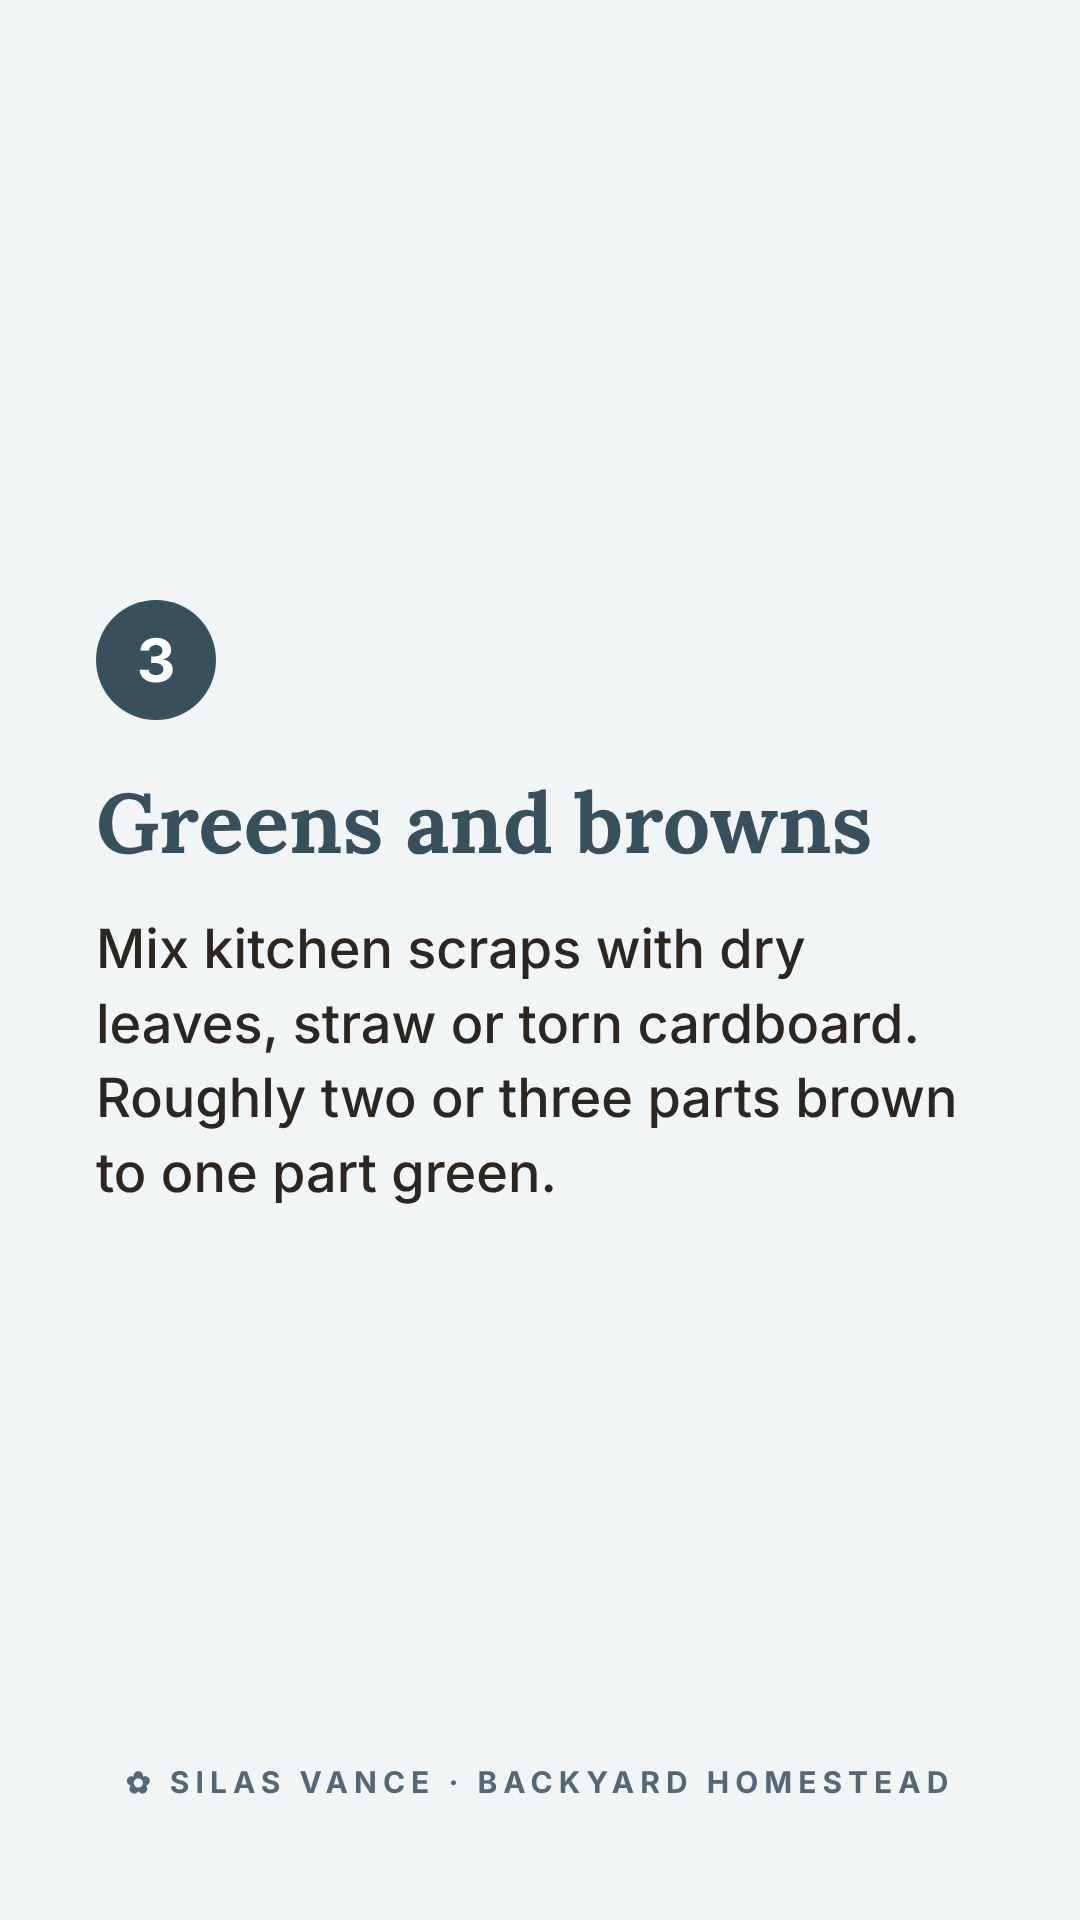 3
Greens and browns
Mix kitchen scraps with dry
leaves, straw or torn cardboard.
Roughly two or three parts brown
to one part green.
✿ SILAS VANCE · BACKYARD HOMESTEAD